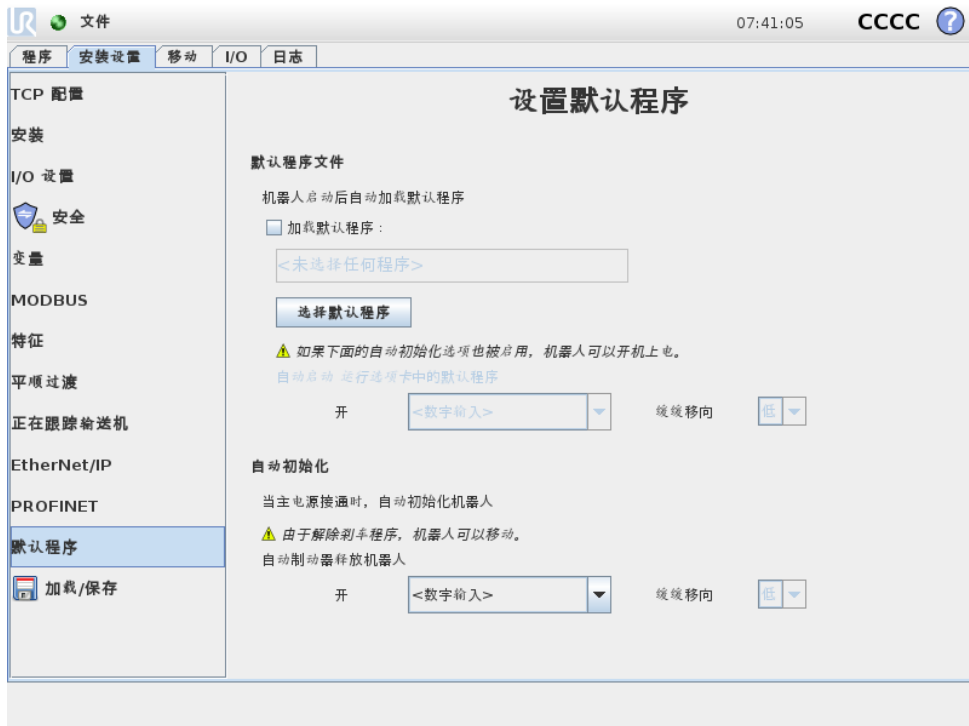 UR 文件 07:41:05 CCCC ?
程序 安装设置 移动 I/O 日志
TCP 配置
安装
I/O 设置
安全
变量
MODBUS
特征
平顺过渡
正在跟踪输送机
EtherNet/IP
PROFINET
默认程序
加载/保存
设置默认程序
默认程序文件
机器人启动后自动加载默认程序
加载默认程序：
<未选择任何程序>
选择默认程序
如果下面的自动初始化选项也被启用，机器人可以开机上电。
自动启动 运行选项卡中的默认程序
开 <数字输入> 缓缓移向 低
自动初始化
当主电源接通时，自动初始化机器人
由于解除刹车程序，机器人可以移动。
自动制动器释放机器人
开 <数字输入> 缓缓移向 低